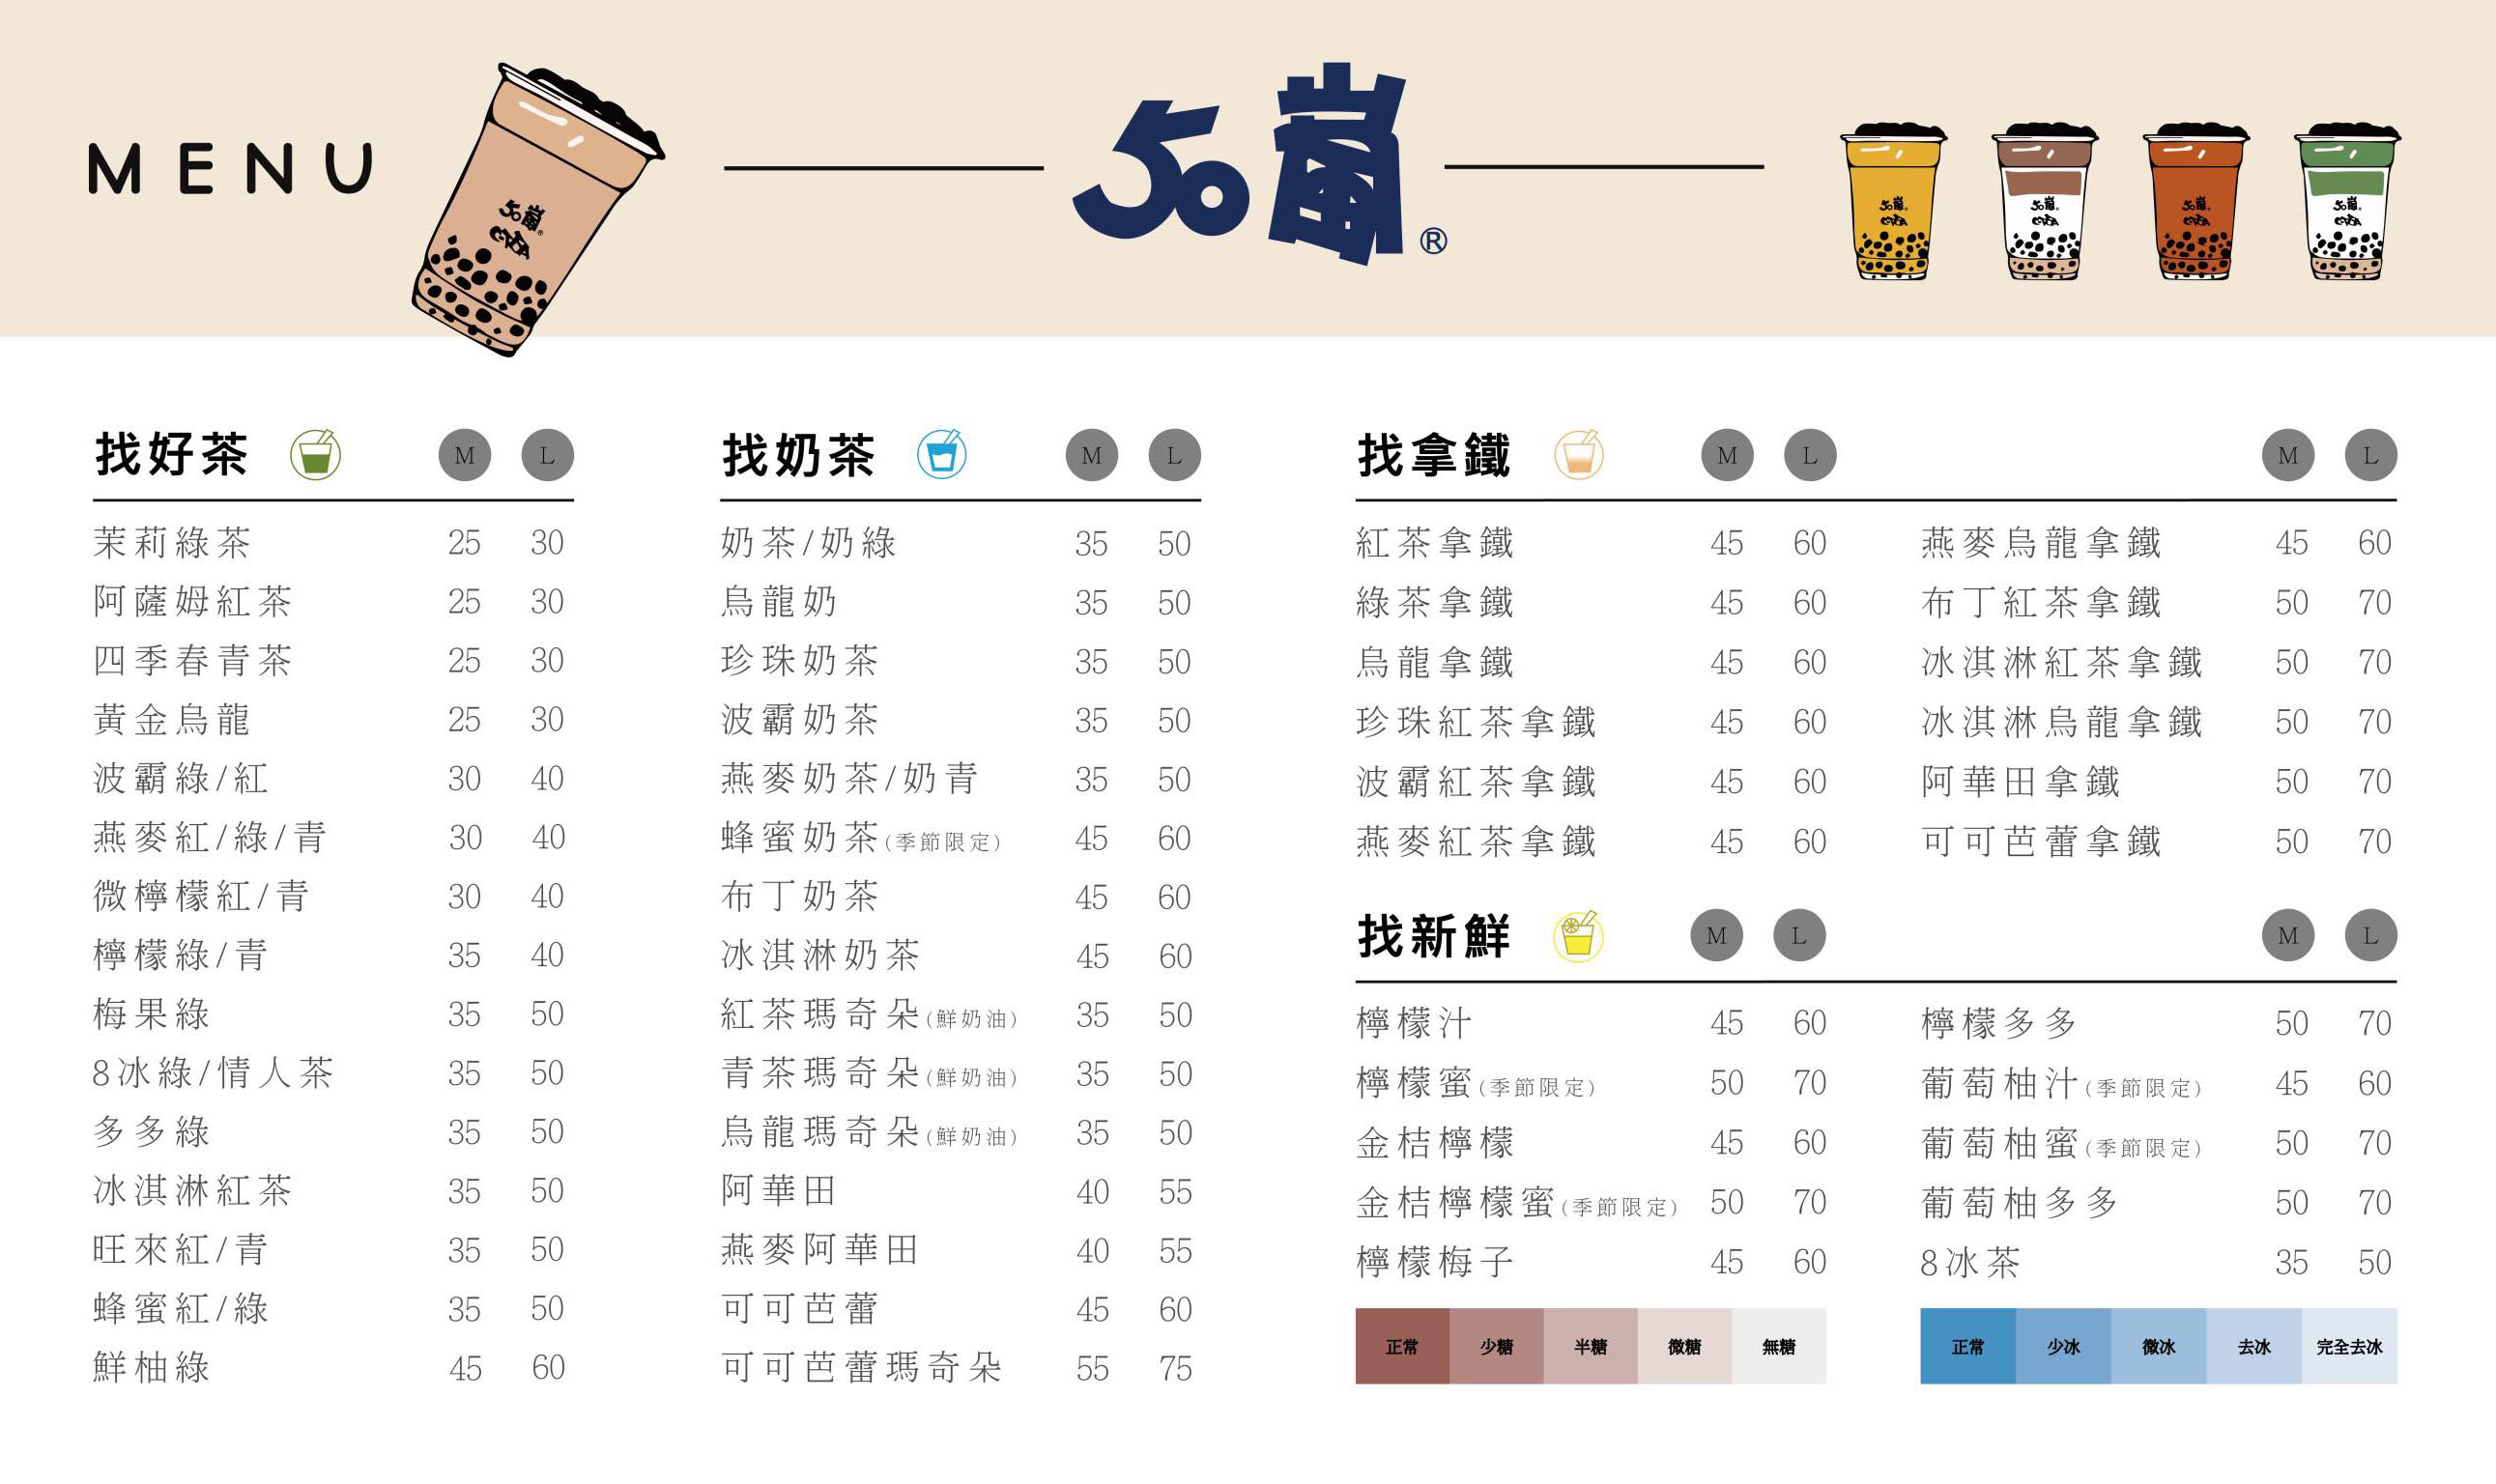 MENU
50嵐®
找好茶 M L
茉莉綠茶 25 30
阿薩姆紅茶 25 30
四季春青茶 25 30
黃金烏龍 25 30
波霸綠/紅 30 40
燕麥紅/綠/青 30 40
微檸檬紅/青 30 40
檸檬綠/青 35 40
梅果綠 35 50
8冰綠/情人茶 35 50
多多綠 35 50
冰淇淋紅茶 35 50
旺來紅/青 35 50
蜂蜜紅/綠 35 50
鮮柚綠 45 60
找奶茶 M L
奶茶/奶綠 35 50
烏龍奶 35 50
珍珠奶茶 35 50
波霸奶茶 35 50
燕麥奶茶/奶青 35 50
蜂蜜奶茶(季節限定) 45 60
布丁奶茶 45 60
冰淇淋奶茶 45 60
紅茶瑪奇朵(鮮奶油) 35 50
青茶瑪奇朵(鮮奶油) 35 50
烏龍瑪奇朵(鮮奶油) 35 50
阿華田 40 55
燕麥阿華田 40 55
可可芭蕾 45 60
可可芭蕾瑪奇朵 55 75
找拿鐵 M L
紅茶拿鐵 45 60
綠茶拿鐵 45 60
烏龍拿鐵 45 60
珍珠紅茶拿鐵 45 60
波霸紅茶拿鐵 45 60
燕麥紅茶拿鐵 45 60
M L
燕麥烏龍拿鐵 45 60
布丁紅茶拿鐵 50 70
冰淇淋紅茶拿鐵 50 70
冰淇淋烏龍拿鐵 50 70
阿華田拿鐵 50 70
可可芭蕾拿鐵 50 70
找新鮮 M L
檸檬汁 45 60
檸檬蜜(季節限定) 50 70
金桔檸檬 45 60
金桔檸檬蜜(季節限定) 50 70
檸檬梅子 45 60
M L
檸檬多多 50 70
葡萄柚汁(季節限定) 45 60
葡萄柚蜜(季節限定) 50 70
葡萄柚多多 50 70
8冰茶 35 50
正常 少糖 半糖 微糖 無糖
正常 少冰 微冰 去冰 完全去冰